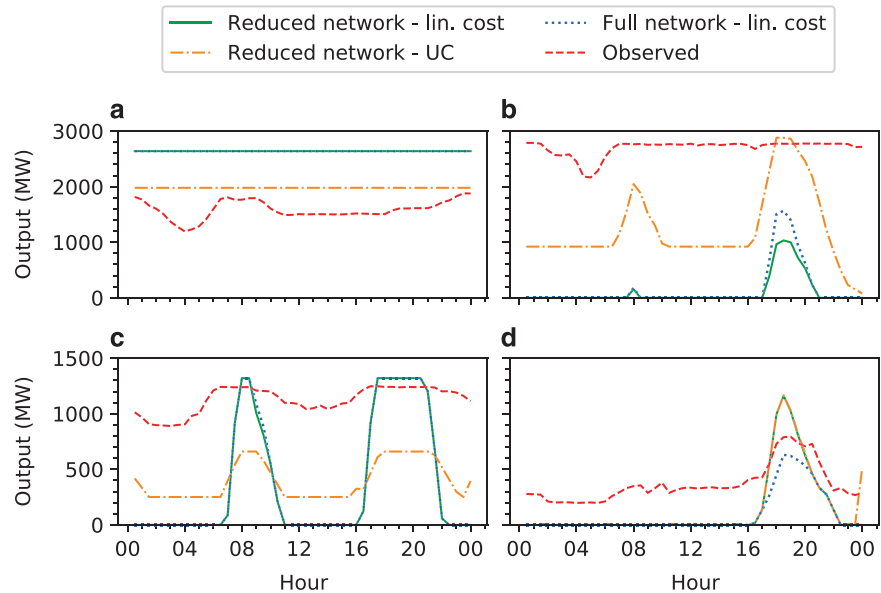 Reduced network - lin. cost
Full network - lin. cost
Reduced network - UC
Observed
a
b
3000
2000
1000
0
Output (MW)
c
d
1500
1000
500
0
Output (MW)
00 04 08 12 16 20 00
00 04 08 12 16 20 00
Hour
Hour